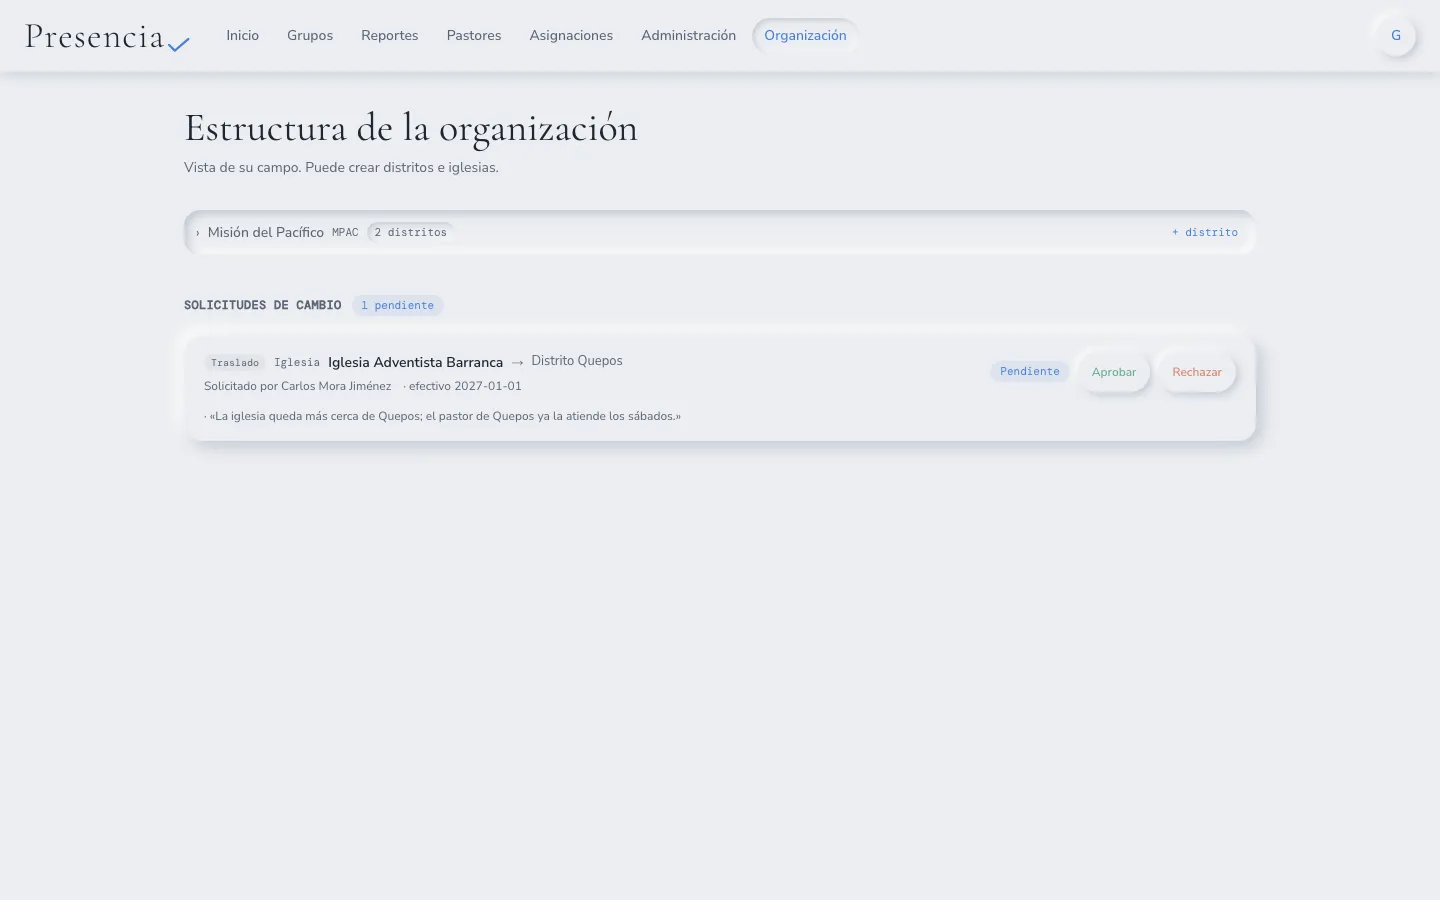 Presencia Inicio Grupos Reportes Pastores Asignaciones Administración Organización G
Estructura de la organización
Vista de su campo. Puede crear distritos e iglesias.
› Misión del Pacífico MPAC 2 distritos + distrito
SOLICITUDES DE CAMBIO 1 pendiente
Traslado Iglesia Iglesia Adventista Barranca → Distrito Quepos Pendiente Aprobar Rechazar
Solicitado por Carlos Mora Jiménez · efectivo 2027-01-01
· «La iglesia queda más cerca de Quepos; el pastor de Quepos ya la atiende los sábados.»